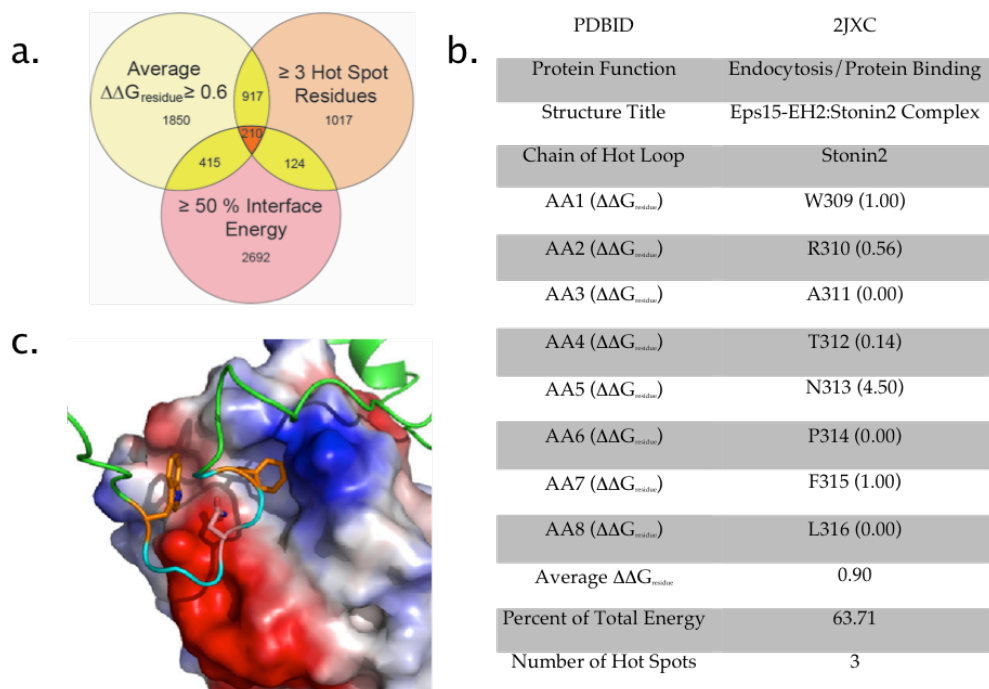 a.
Average
ΔΔGresidue ≥ 0.6
1850
917
≥ 3 Hot Spot
Residues
1017
210
415
124
≥ 50 % Interface
Energy
2692
b.
PDBID 2JXC
Protein Function Endocytosis/Protein Binding
Structure Title Eps15-EH2:Stonin2 Complex
Chain of Hot Loop Stonin2
AA1 (ΔΔGresidue) W309 (1.00)
AA2 (ΔΔGresidue) R310 (0.56)
AA3 (ΔΔGresidue) A311 (0.00)
AA4 (ΔΔGresidue) T312 (0.14)
AA5 (ΔΔGresidue) N313 (4.50)
AA6 (ΔΔGresidue) P314 (0.00)
AA7 (ΔΔGresidue) F315 (1.00)
AA8 (ΔΔGresidue) L316 (0.00)
Average ΔΔGresidue 0.90
Percent of Total Energy 63.71
Number of Hot Spots 3
c.